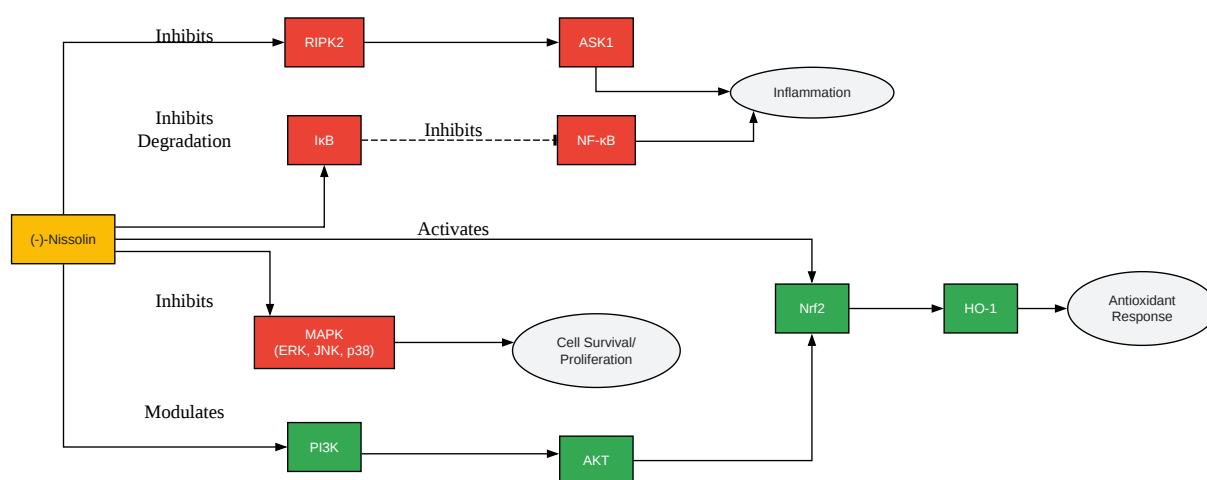 Inhibits
RIPK2
ASK1
Inflammation
Inhibits
Degradation
IκB
Inhibits
NF-κB
(-)-Nissolin
Activates
Inhibits
Nrf2
HO-1
Antioxidant
Response
MAPK
(ERK, JNK, p38)
Cell Survival/
Proliferation
Modulates
PI3K
AKT